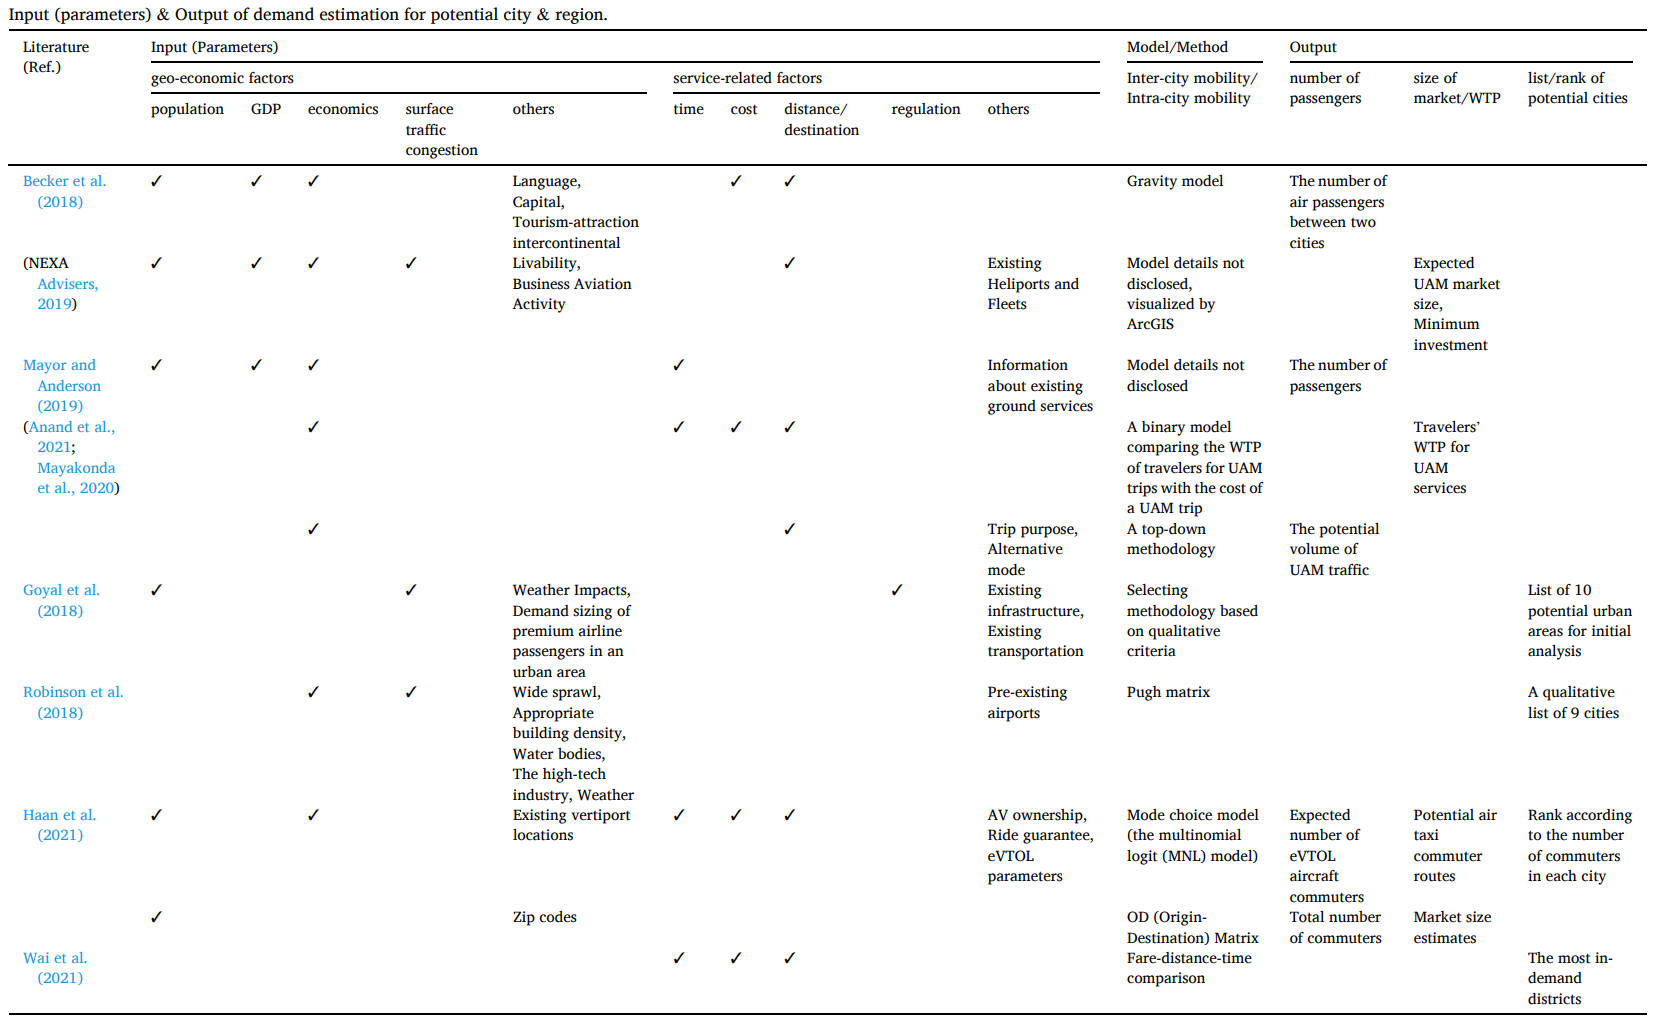 Input (parameters) & Output of demand estimation for potential city & region.
Literature (Ref.) Input (Parameters) Model/Method Output
geo-economic factors service-related factors Inter-city mobility/ Intra-city mobility number of passengers size of market/WTP list/rank of potential cities
population GDP economics surface traffic congestion others time cost distance/ destination regulation others
Becker et al. ✓ ✓ ✓ Language, ✓ ✓ Gravity model The number of
(2018) Capital, air passengers
Tourism-attraction between two
intercontinental cities
(NEXA ✓ ✓ ✓ ✓ Livability, ✓ Existing Model details not Expected
Advisers, Business Aviation Heliports and disclosed, UAM market
2019) Activity Fleets visualized by size,
ArcGIS Minimum
investment
Mayor and ✓ ✓ ✓ ✓ Information Model details not The number of
Anderson about existing disclosed passengers
(2019) ground services
(Anand et al., ✓ ✓ ✓ ✓ A binary model Travelers’
2021; comparing the WTP WTP for
Mayakonda of travelers for UAM UAM
et al., 2020) trips with the cost of services
a UAM trip
✓ ✓ Trip purpose, A top-down The potential
Alternative methodology volume of
mode UAM traffic
Goyal et al. ✓ ✓ Weather Impacts, ✓ Existing Selecting List of 10
(2018) Demand sizing of infrastructure, methodology based potential urban
premium airline Existing on qualitative areas for initial
passengers in an transportation criteria analysis
urban area
Robinson et al. ✓ ✓ Wide sprawl, Pre-existing Pugh matrix A qualitative
(2018) Appropriate airports list of 9 cities
building density,
Water bodies,
The high-tech
industry, Weather
Haan et al. ✓ ✓ Existing vertiport ✓ ✓ ✓ AV ownership, Mode choice model Expected Potential air Rank according
(2021) locations Ride guarantee, (the multinomial number of taxi to the number
eVTOL logit (MNL) model) eVTOL commuter of commuters
parameters aircraft routes in each city
commuters
✓ Zip codes OD (Origin- Total number Market size
Destination) Matrix of commuters estimates
Wai et al. ✓ ✓ ✓ Fare-distance-time The most in-
(2021) comparison demand
districts